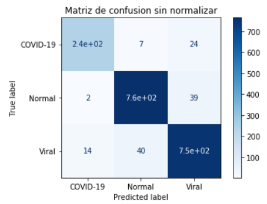 Matriz de confusion sin normalizar
COVID-19 2.4e+02 7 24
Normal 2 7.6e+02 39
Viral 14 40 7.5e+02
COVID-19 Normal Viral
Predicted label
True label
700
600
500
400
300
200
100